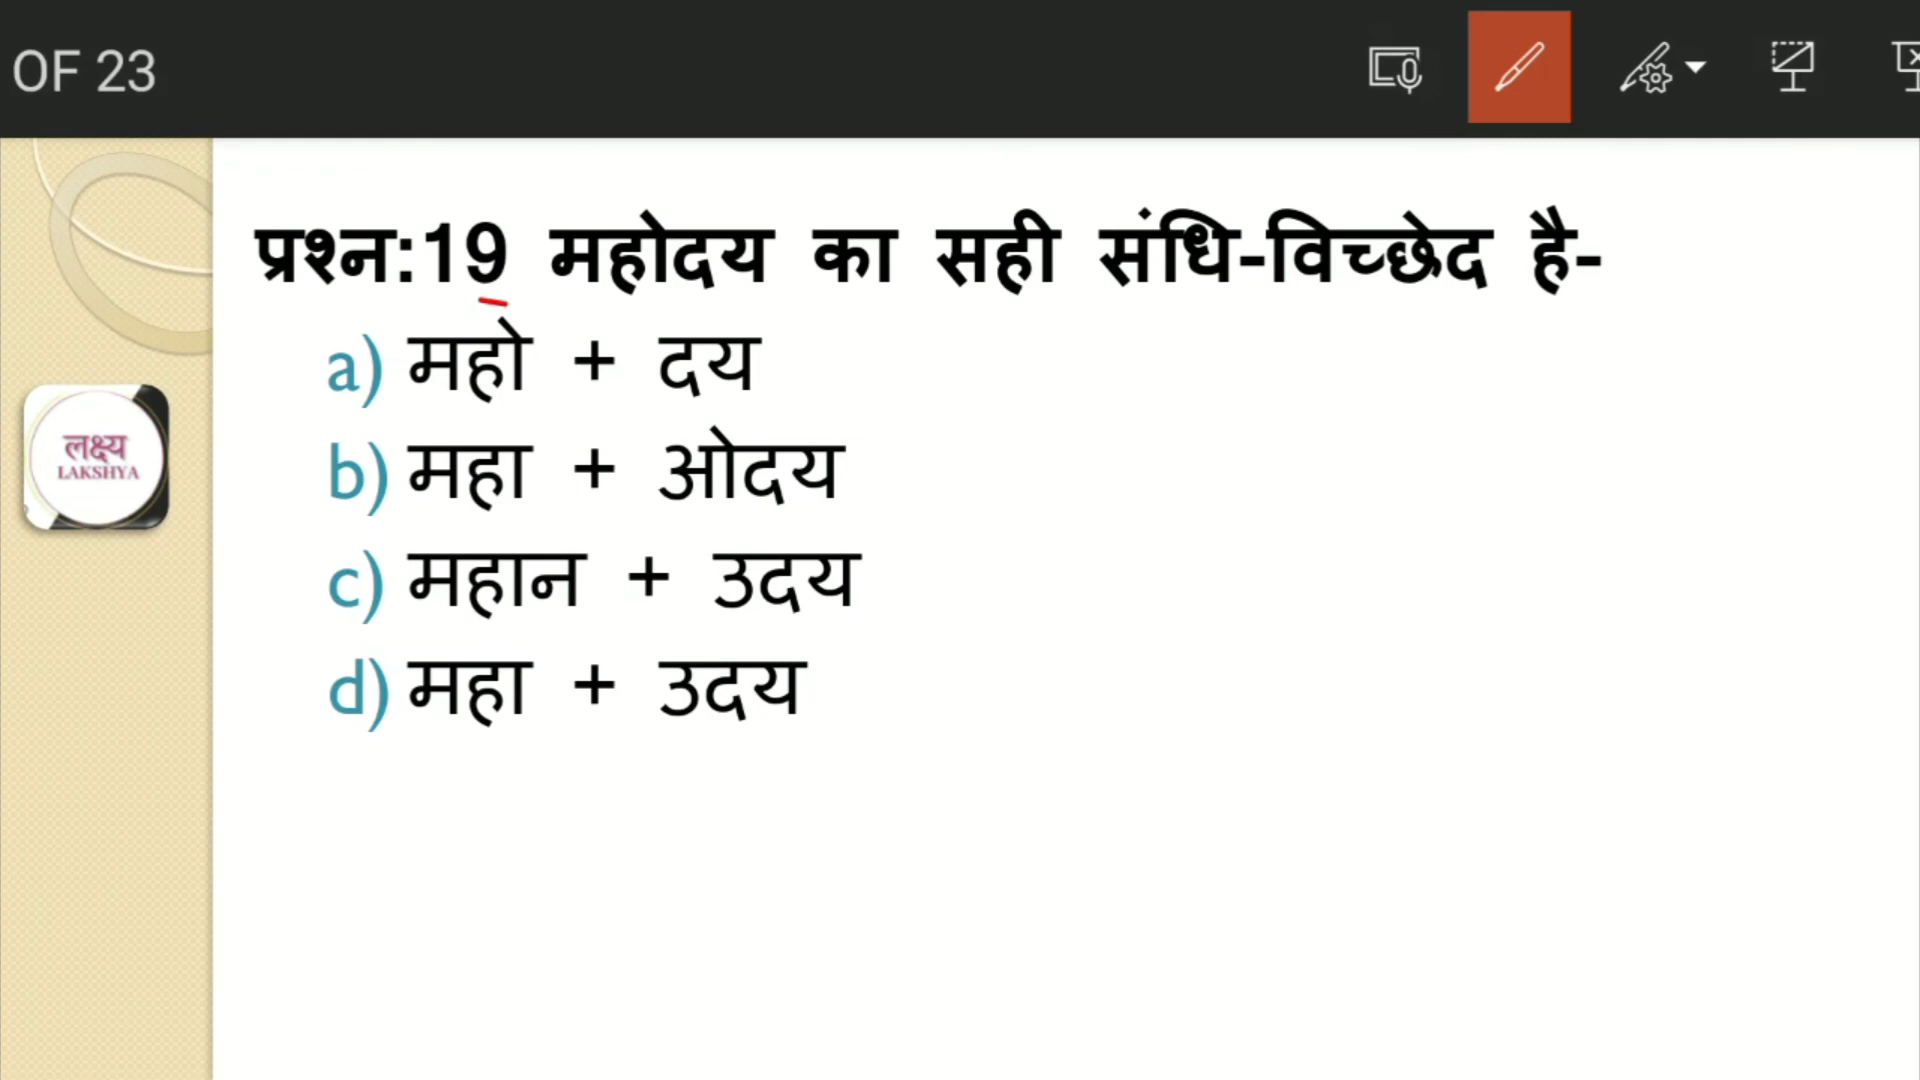 OF 23
प्रश्न:19 महोदय का सही संधि-विच्छेद है-
a) महो + दय
b) महा + ओदय
c) महान + उदय
d) महा + उदय
लक्ष्य
LAKSHYA